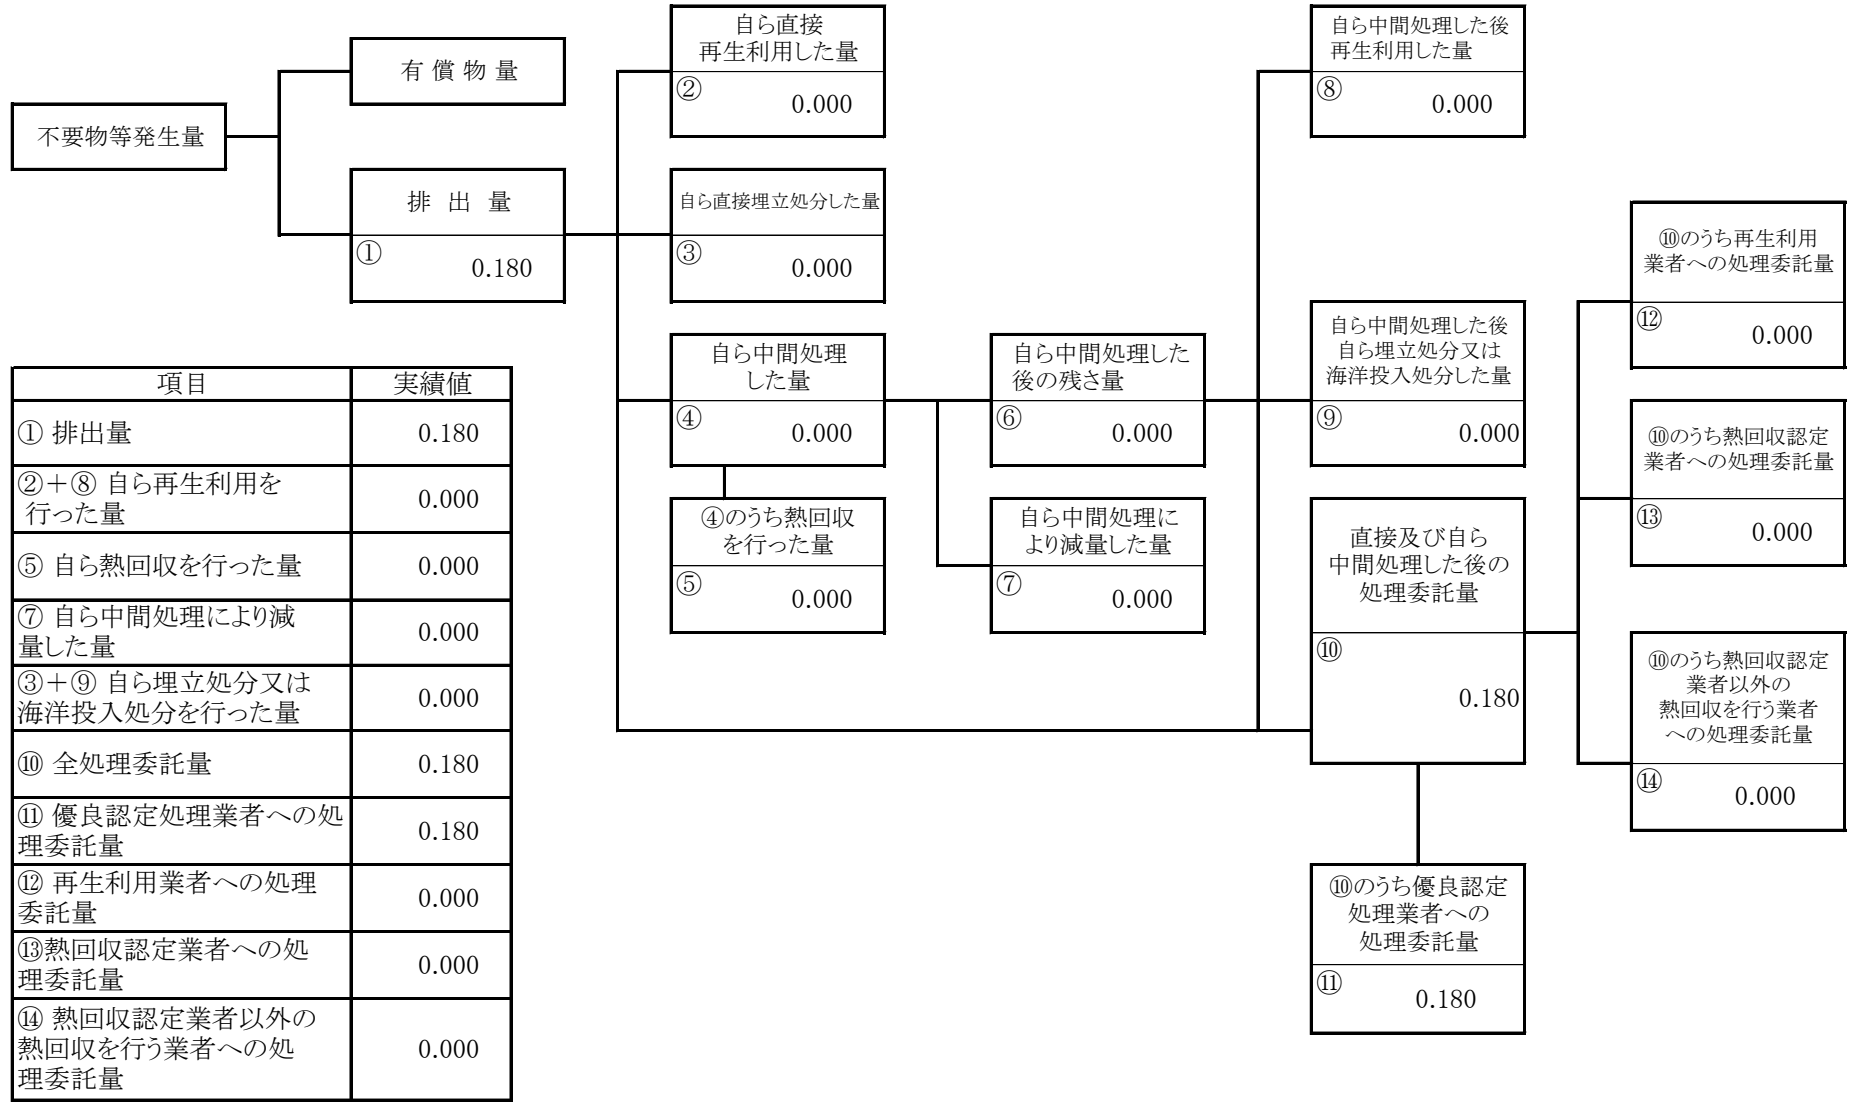 不要物等発生量
有 償 物 量
排 出 量
①
0.180
自ら直接
再生利用した量
②
0.000
自ら直接埋立処分した量
③
0.000
自ら中間処理
した量
④
0.000
④のうち熱回収
を行った量
⑤
0.000
自ら中間処理した
後の残さ量
⑥
0.000
自ら中間処理に
より減量した量
⑦
0.000
自ら中間処理した後
再生利用した量
⑧
0.000
自ら中間処理した後
自ら埋立処分又は
海洋投入処分した量
⑨
0.000
直接及び自ら
中間処理した後の
処理委託量
⑩
0.180
⑩のうち優良認定
処理業者への
処理委託量
⑪
0.180
⑩のうち再生利用
業者への処理委託量
⑫
0.000
⑩のうち熱回収認定
業者への処理委託量
⑬
0.000
⑩のうち熱回収認定
業者以外の
熱回収を行う業者
への処理委託量
⑭
0.000
項目 実績値
① 排出量 0.180
②＋⑧ 自ら再生利用を
行った量 0.000
⑤ 自ら熱回収を行った量 0.000
⑦ 自ら中間処理により減
量した量 0.000
③＋⑨ 自ら埋立処分又は
海洋投入処分を行った量 0.000
⑩ 全処理委託量 0.180
⑪ 優良認定処理業者への処
理委託量 0.180
⑫ 再生利用業者への処理
委託量 0.000
⑬熱回収認定業者への処
理委託量 0.000
⑭ 熱回収認定業者以外の
熱回収を行う業者への処
理委託量 0.000